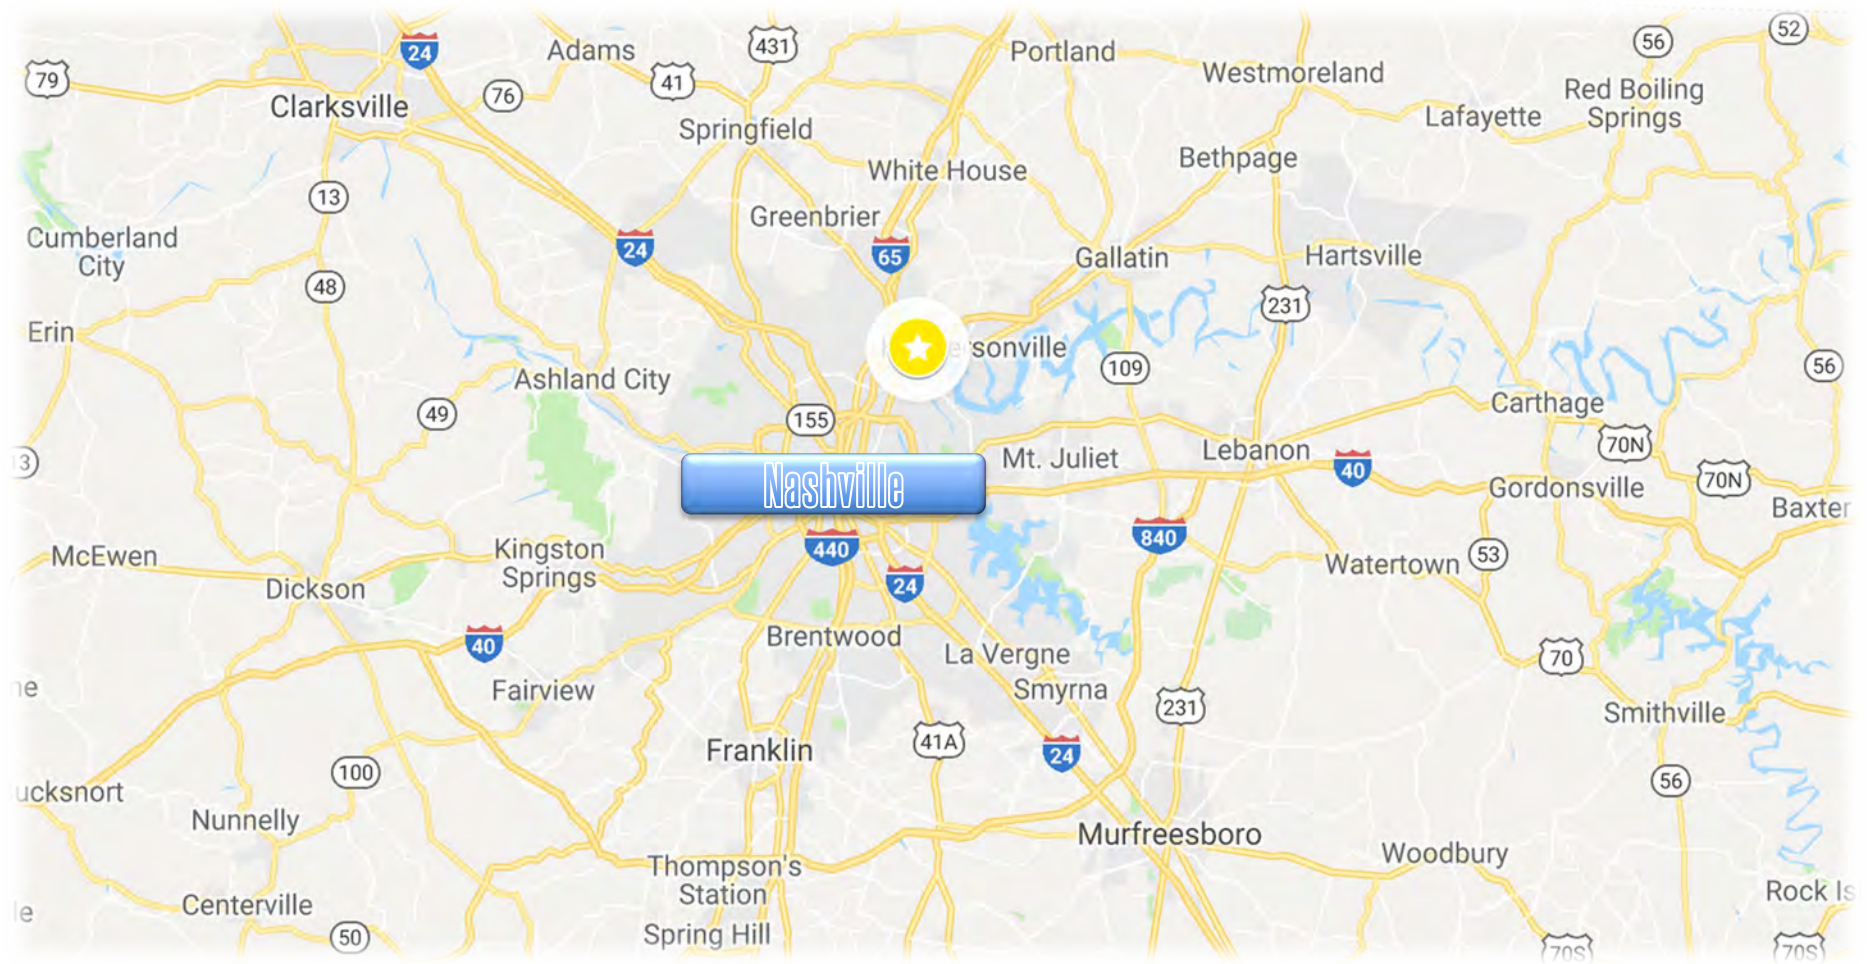 52
56
24
431
Adams
Portland
79
41
Westmoreland
76
Red Boiling
Springs
Clarksville
Lafayette
Springfield
Bethpage
White House
13
Greenbrier
Cumberland
City
24
65
Gallatin
Hartsville
48
231
Erin
ersonville
109
56
Ashland City
Carthage
49
155
70N
Mt. Juliet
Lebanon
40
13
Nashville
Gordonsville
70N
Baxter
440
840
McEwen
Kingston
Springs
53
Watertown
Dickson
24
Brentwood
40
La Vergne
70
ne
Fairview
Smyrna
231
Smithville
41A
Franklin
24
100
56
ucksnort
Nunnelly
Murfreesboro
Woodbury
Thompson's
Station
Rock Is
Centerville
le
50
Spring Hill
70S
70S